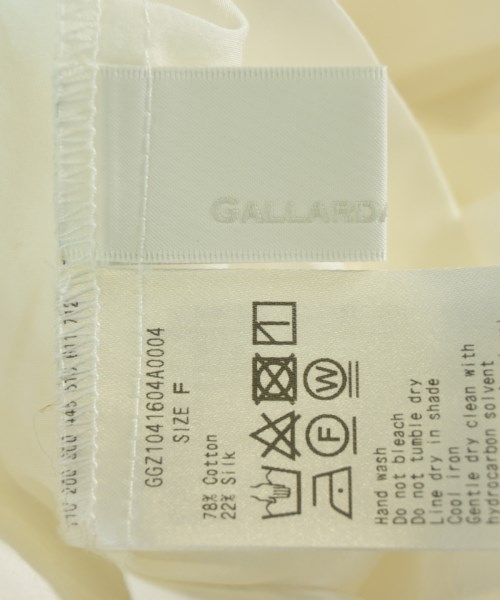 GALLARDA
GGZ1041604A0004
SIZE F
78% Cotton
22% Silk
W
F
Hand wash
Do not bleach
Do not tumble dry
Line dry in shade
Cool iron
Gentle dry clean with
hydrocarbon solvent